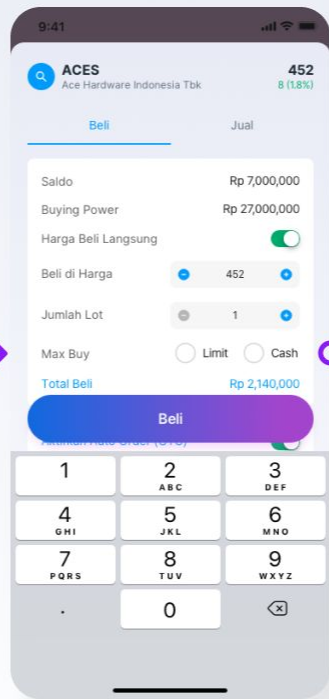 9:41
ACES 452
Ace Hardware Indonesia Tbk 8 (1.8%)
Beli Jual
Saldo Rp 7,000,000
Buying Power Rp 27,000,000
Harga Beli Langsung
Beli di Harga 452
Jumlah Lot 1
Max Buy Limit Cash
Total Beli Rp 2,140,000
Beli
1 2 3
ABC DEF
4 5 6
GHI JKL MNO
7 8 9
PQRS TUV WXYZ
. 0